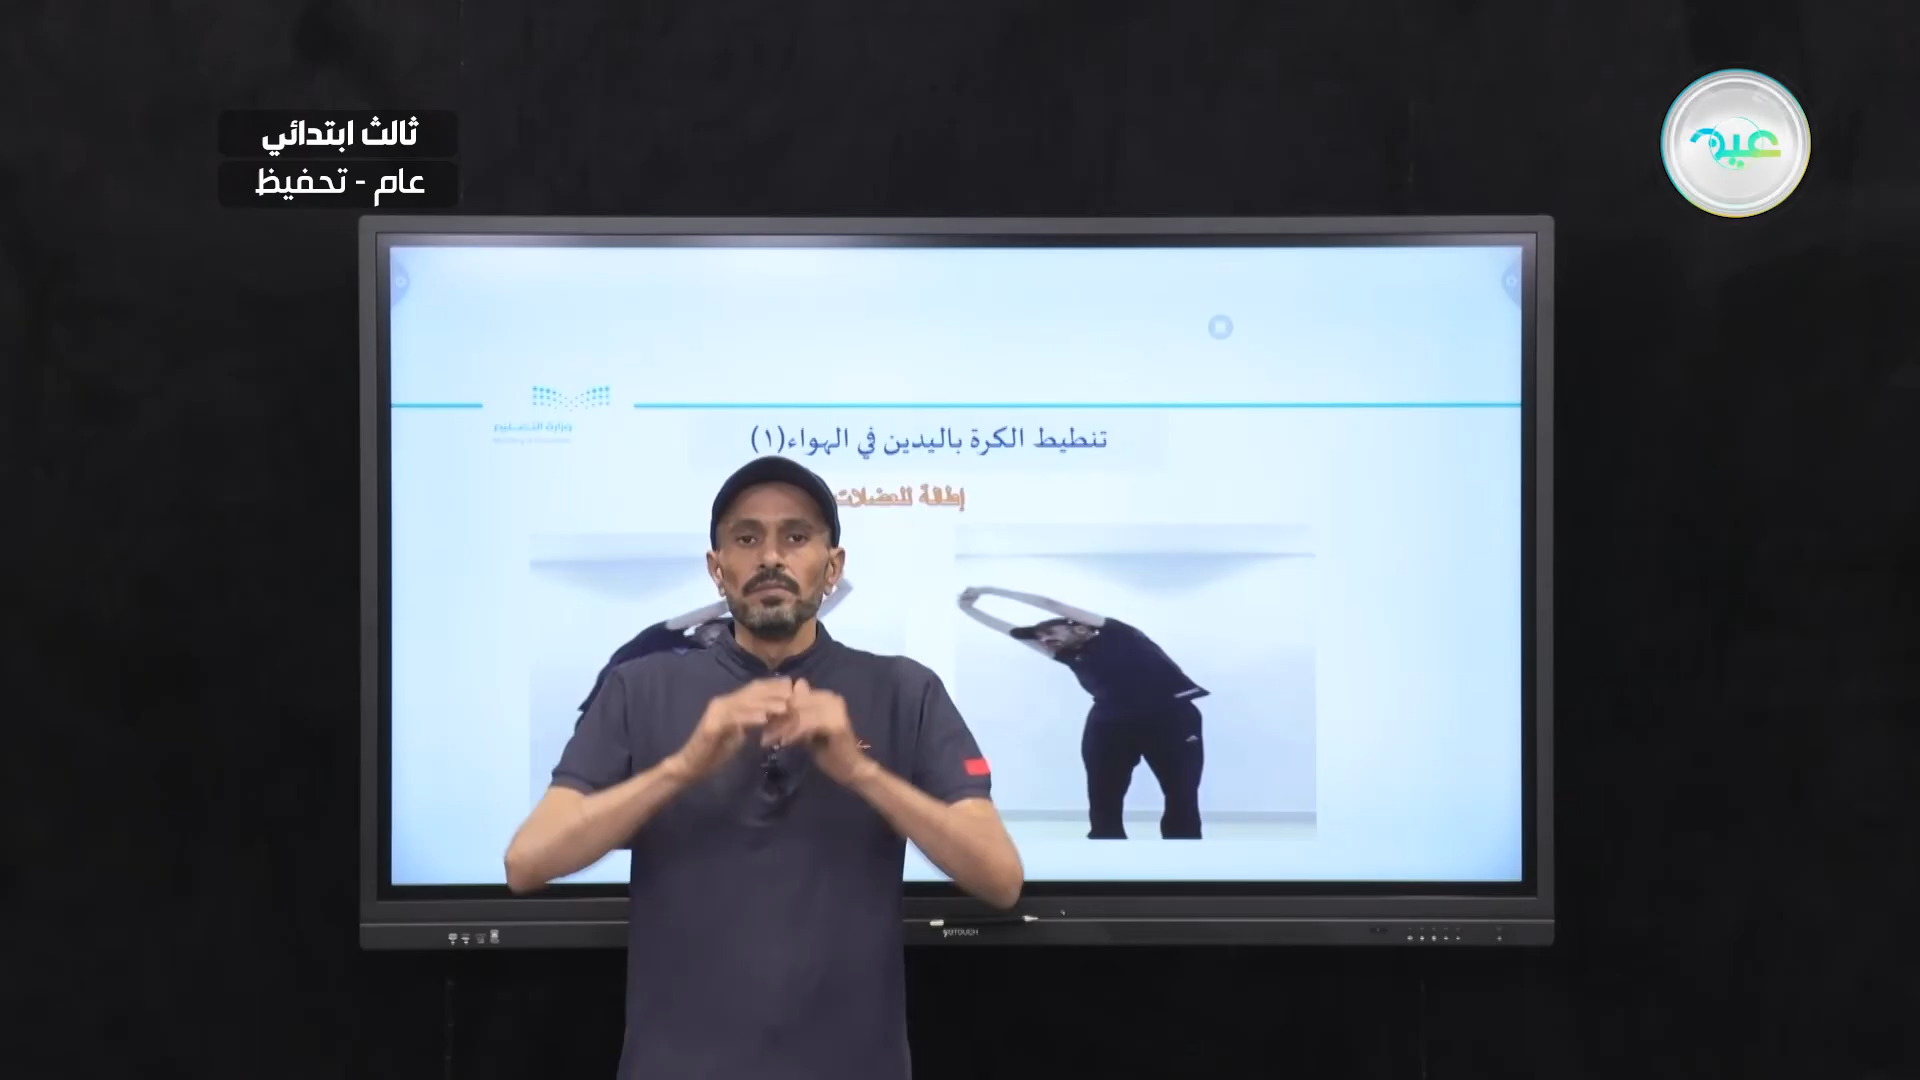 ثالث ابتدائي
عام - تحفيظ
عين
وزارة التعليم
تنطيط الكرة باليدين في الهواء(١)
إطالة للعضلات